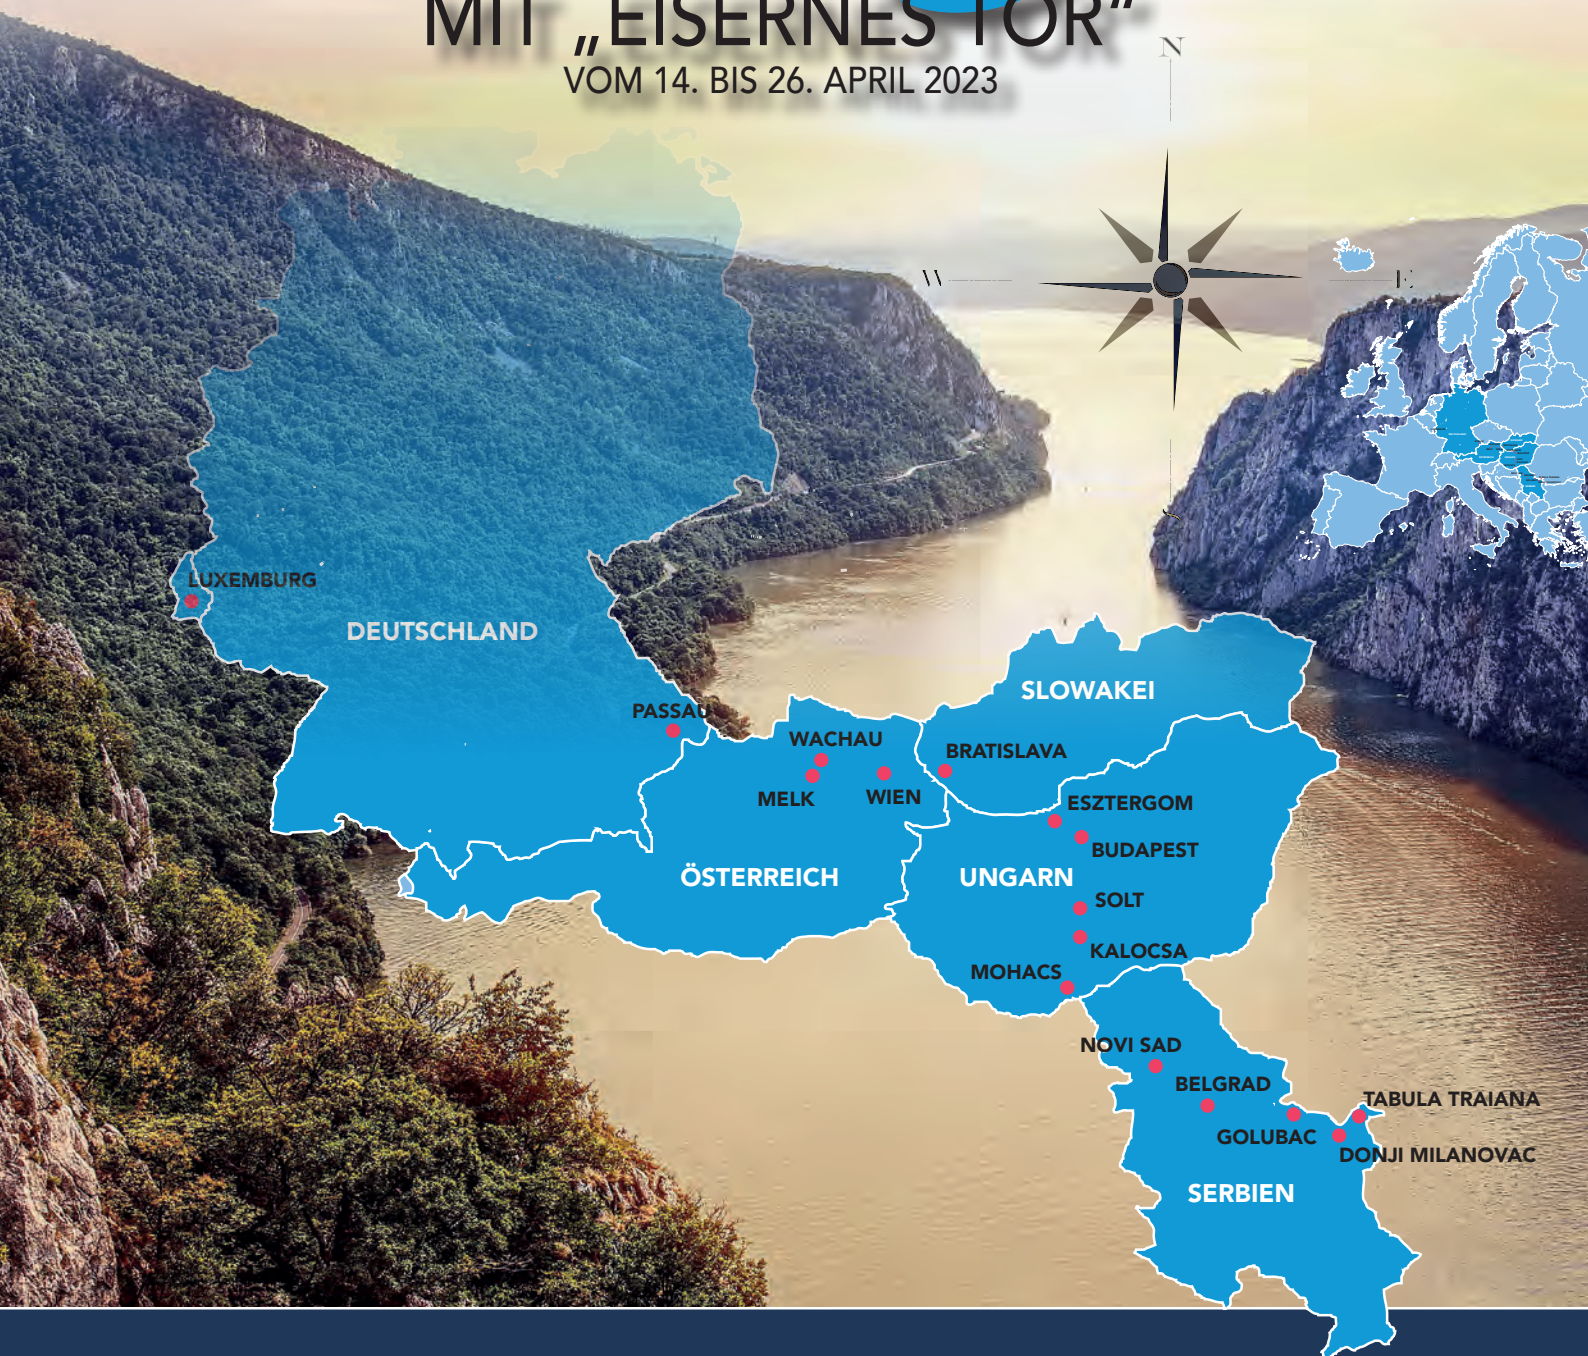 MIT „EISERNES TOR“
VOM 14. BIS 26. APRIL 2023
N
W
E
LUXEMBURG
DEUTSCHLAND
PASSAU
SLOWAKEI
WACHAU
BRATISLAVA
MELK
WIEN
ESZTERGOM
BUDAPEST
ÖSTERREICH
UNGARN
SOLT
KALOCSA
MOHACS
NOVI SAD
BELGRAD
TABULA TRAIANA
GOLUBAC
DONJI MILANOVAC
SERBIEN